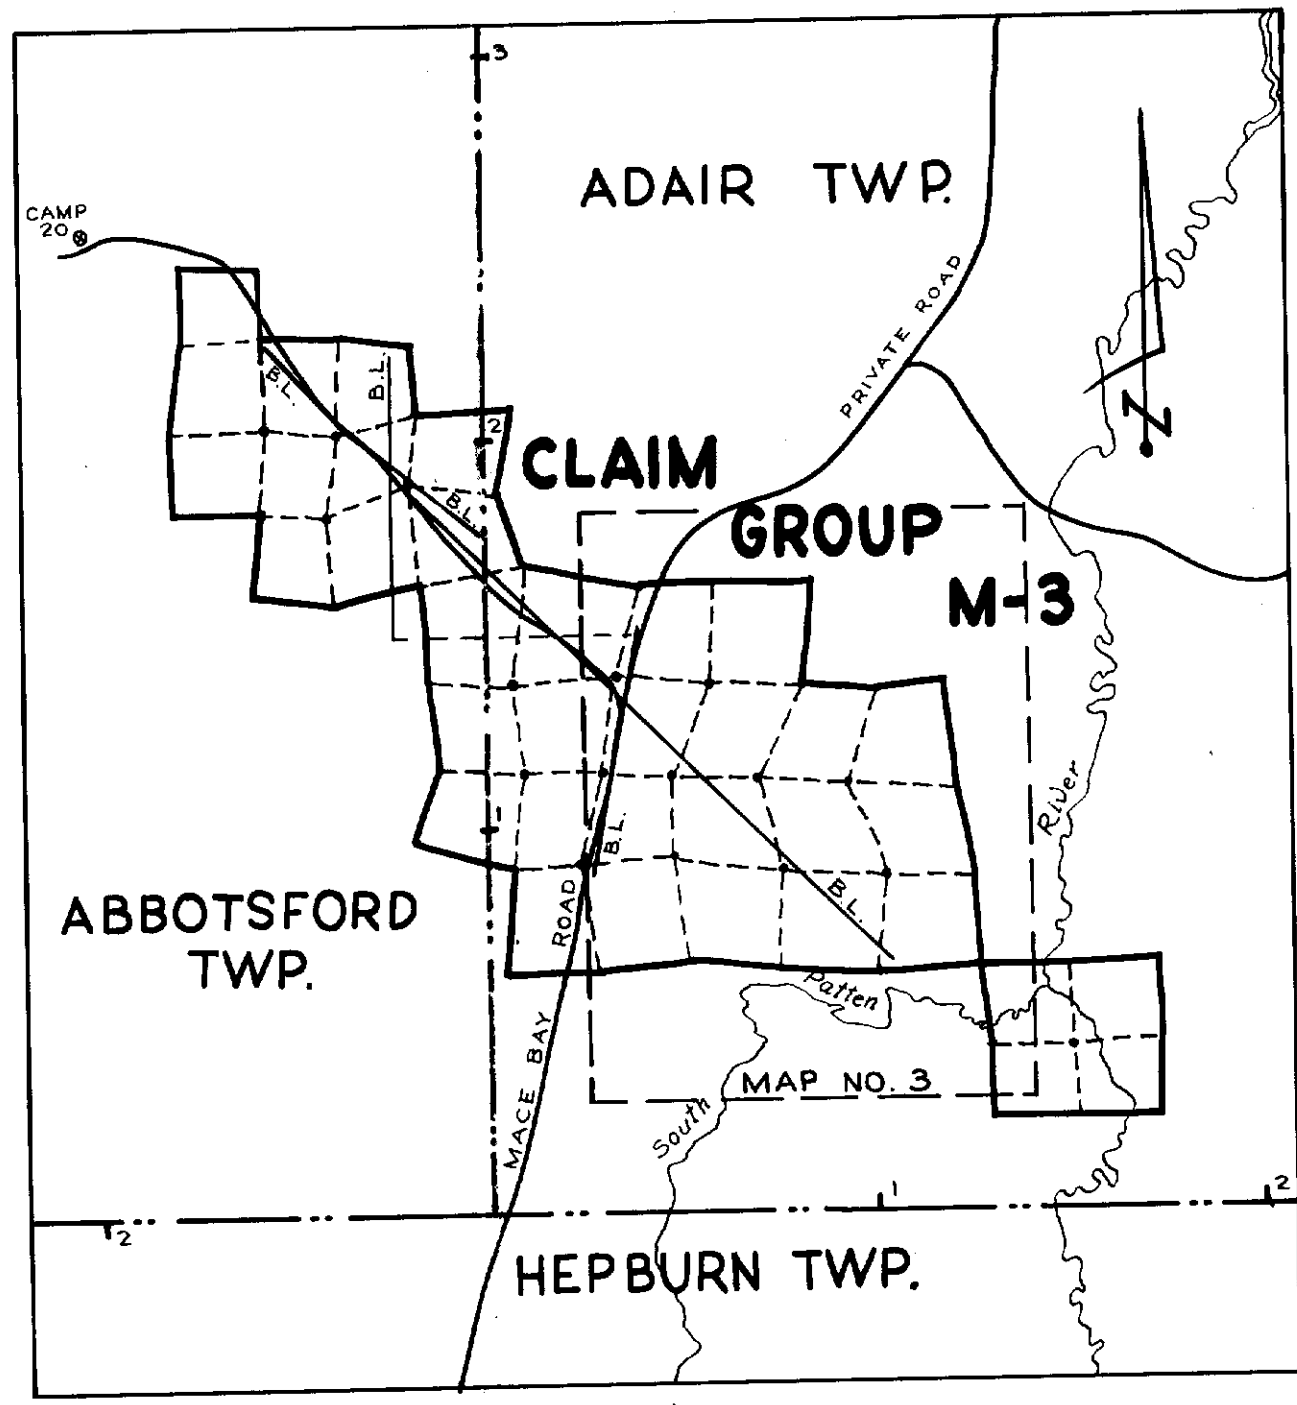 3
ADAIR TWP.
CAMP
20
PRIVATE ROAD
B.L.
B.L.
N
2
CLAIM
B.L.
GROUP
M-3
River
1
B.L.
B.L.
ABBOTSFORD
TWP.
ROAD
Patten
MACE BAY
MAP NO. 3
South
1
2
2
HEPBURN TWP.